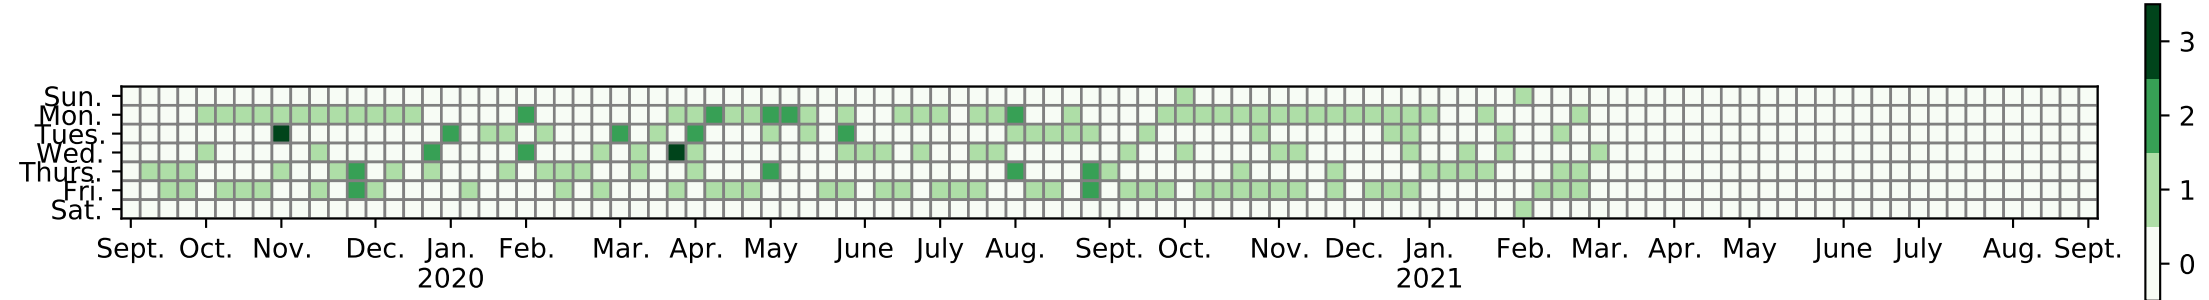 3
2
1
0
Sun.
Mon.
Tues.
Wed.
Thurs.
Fri.
Sat.
Sept. Oct. Nov. Dec. Jan. Feb. Mar. Apr. May June July Aug. Sept. Oct. Nov. Dec. Jan. Feb. Mar. Apr. May June July Aug. Sept.
2020 2021